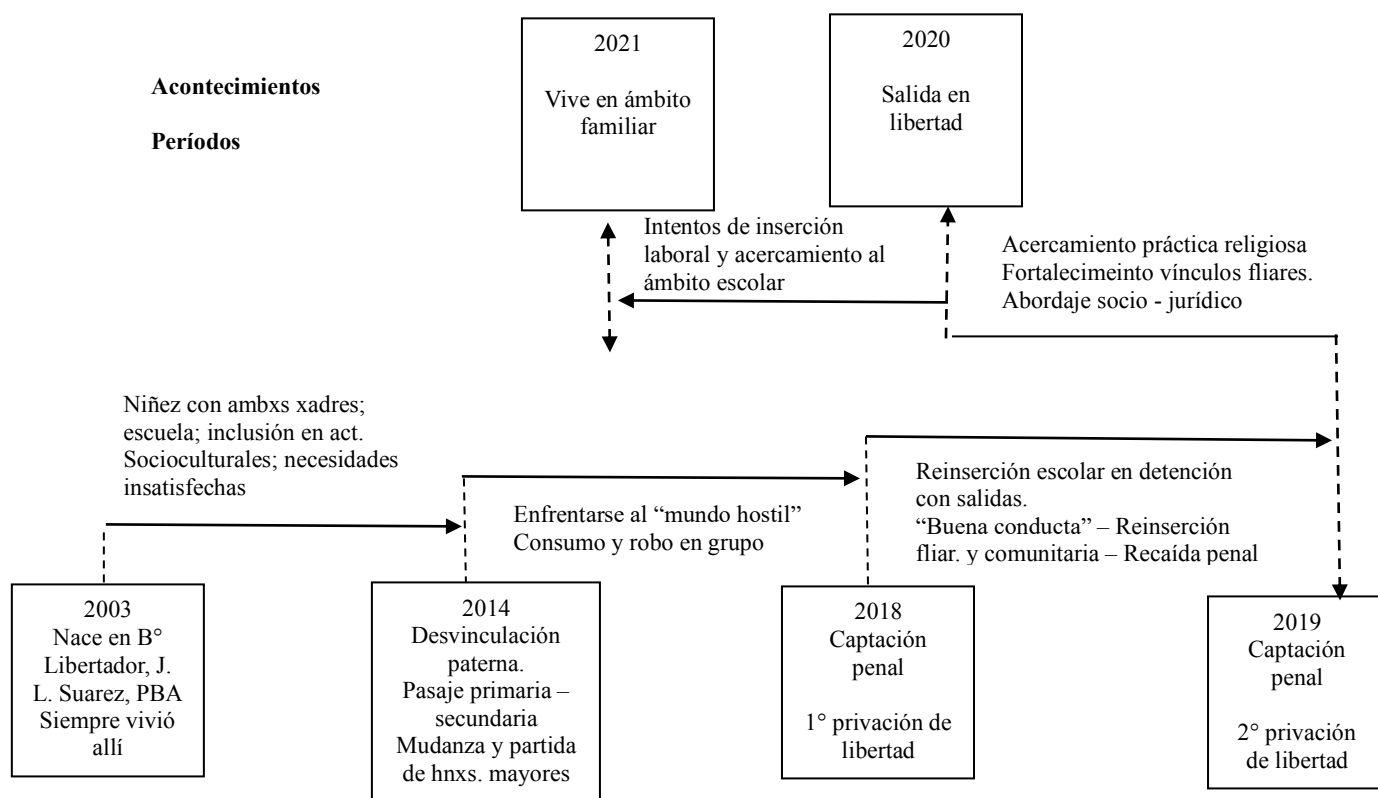 2021
Vive en ámbito
familiar
2020
Salida en
libertad
Acontecimientos
Períodos
Intentos de inserción
laboral y acercamiento al
ámbito escolar
Acercamiento práctica religiosa
Fortalecimeinto vínculos fliares.
Abordaje socio - jurídico
Niñez con ambxs xadres;
escuela; inclusión en act.
Socioculturales; necesidades
insatisfechas
Enfrentarse al “mundo hostil”
Consumo y robo en grupo
Reinserción escolar en detención
con salidas.
“Buena conducta” – Reinserción
fliar. y comunitaria – Recaída penal
2003
Nace en B°
Libertador, J.
L. Suarez, PBA
Siempre vivió
allí
2014
Desvinculación
paterna.
Pasaje primaria –
secundaria
Mudanza y partida
de hnxs. mayores
2018
Captación
penal
1° privación de
libertad
2019
Captación
penal
2° privación
de libertad